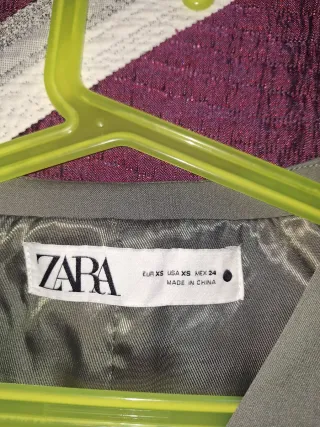 ZARA
EUR XS USA XS MEX 24
MADE IN CHINA